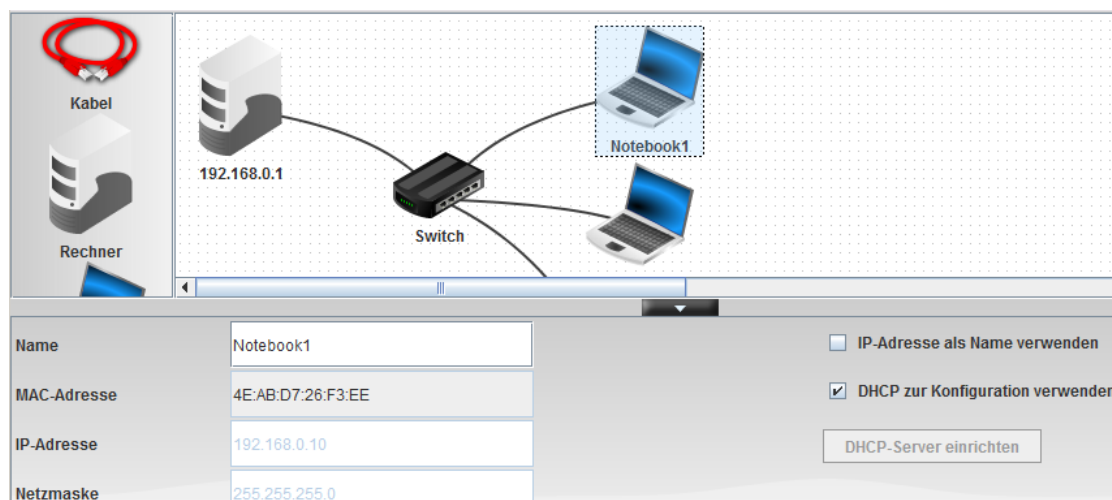 Kabel
Rechner
192.168.0.1
Switch
Notebook1
Name
Notebook1
IP-Adresse als Name verwenden
MAC-Adresse
4E:AB:D7:26:F3:EE
DHCP zur Konfiguration verwenden
IP-Adresse
192.168.0.10
DHCP-Server einrichten
Netzmaske
255.255.255.0